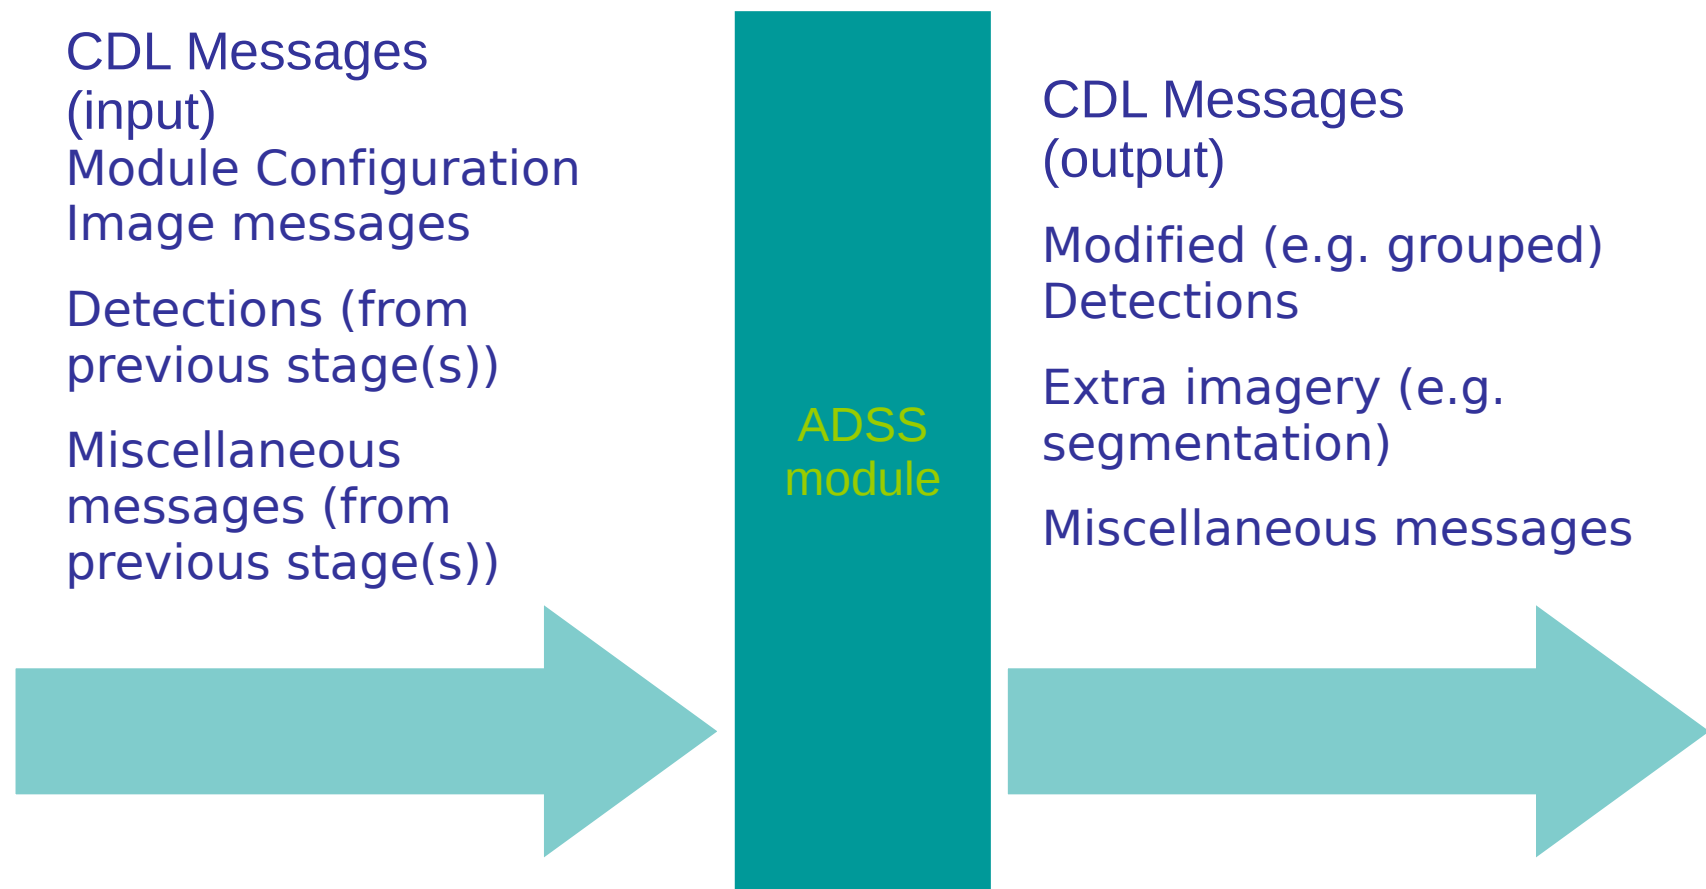 CDL Messages
(input)
Module Configuration
Image messages
Detections (from
previous stage(s))
Miscellaneous
messages (from
previous stage(s))
ADSS
module
CDL Messages
(output)
Modified (e.g. grouped)
Detections
Extra imagery (e.g.
segmentation)
Miscellaneous messages